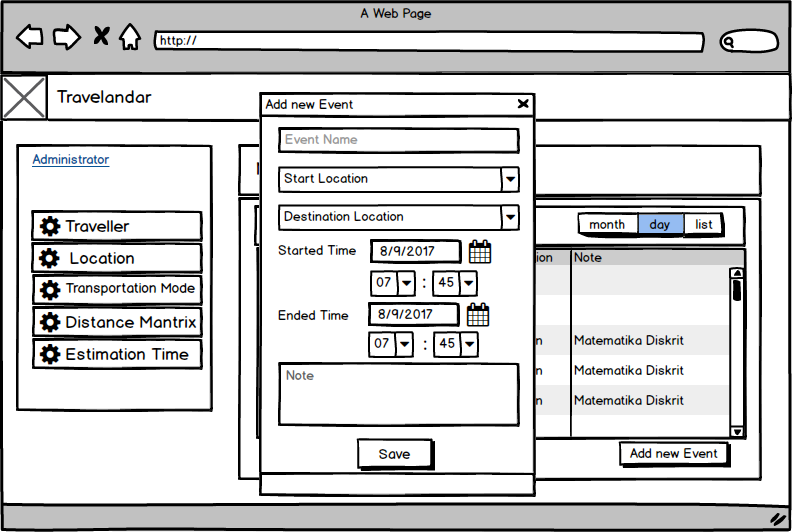 A Web Page
http://
Travelandar
Administrator
Traveller
Location
Transportation Mode
Distance Mantrix
Estimation Time
Add new Event
Event Name
Start Location
Destination Location
Started Time 8/9/2017
07 : 45
Ended Time 8/9/2017
07 : 45
Note
Save
month day list
ion Note
n Matematika Diskrit
n Matematika Diskrit
n Matematika Diskrit
Add new Event